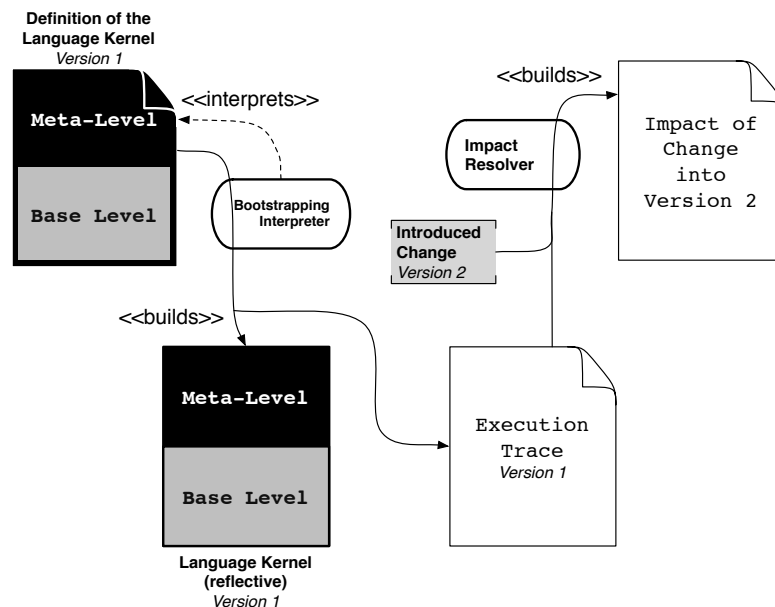 Definition of the
Language Kernel
Version 1
Meta-Level
Base Level
<<interprets>>
Bootstrapping
Interpreter
<<builds>>
Meta-Level
Base Level
Language Kernel
(reflective)
Version 1
<<builds>>
Impact
Resolver
Introduced
Change
Version 2
Execution
Trace
Version 1
Impact of
Change
into
Version 2